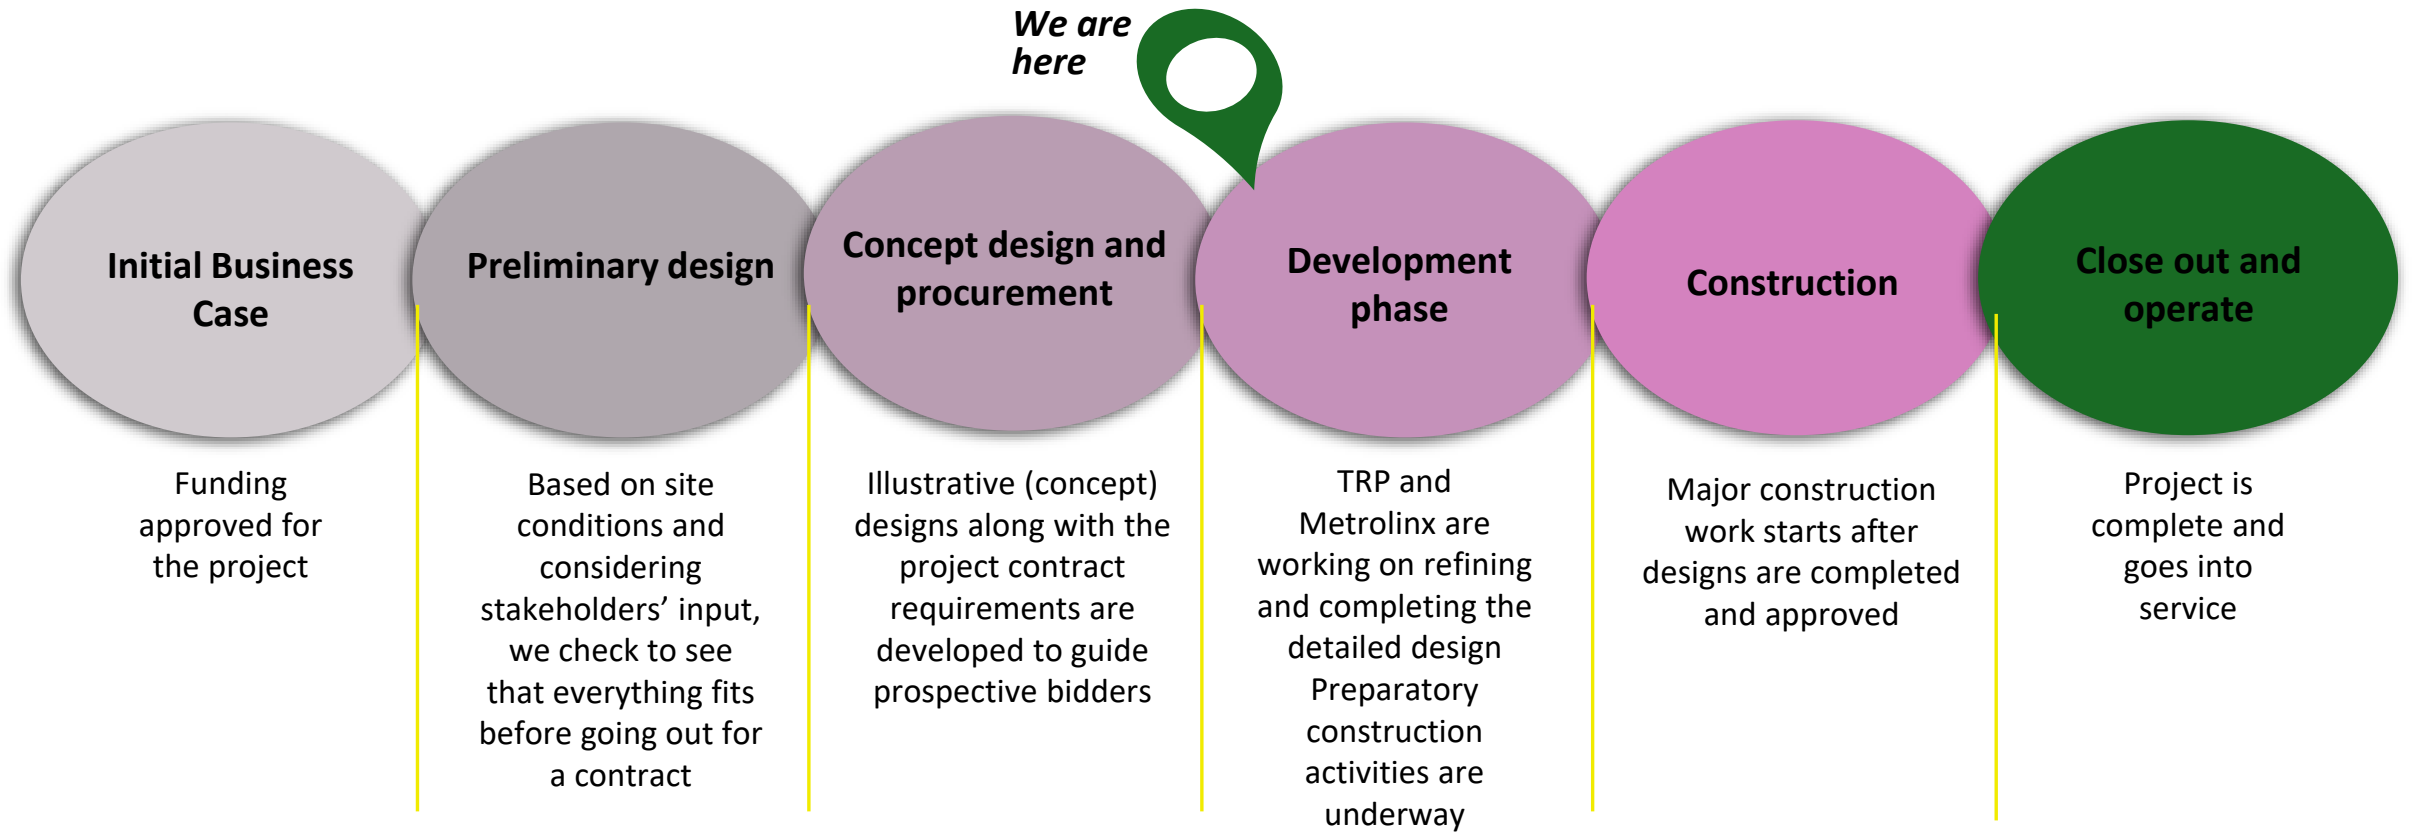 We are
here
Initial Business
Case
Funding
approved for
the project
Preliminary design
Based on site
conditions and
considering
stakeholders’ input,
we check to see
that everything fits
before going out for
a contract
Concept design and
procurement
Illustrative (concept)
designs along with the
project contract
requirements are
developed to guide
prospective bidders
Development
phase
TRP and
Metrolinx are
working on refining
and completing the
detailed design
Preparatory
construction
activities are
underway
Construction
Major construction
work starts after
designs are completed
and approved
Close out and
operate
Project is
complete and
goes into
service